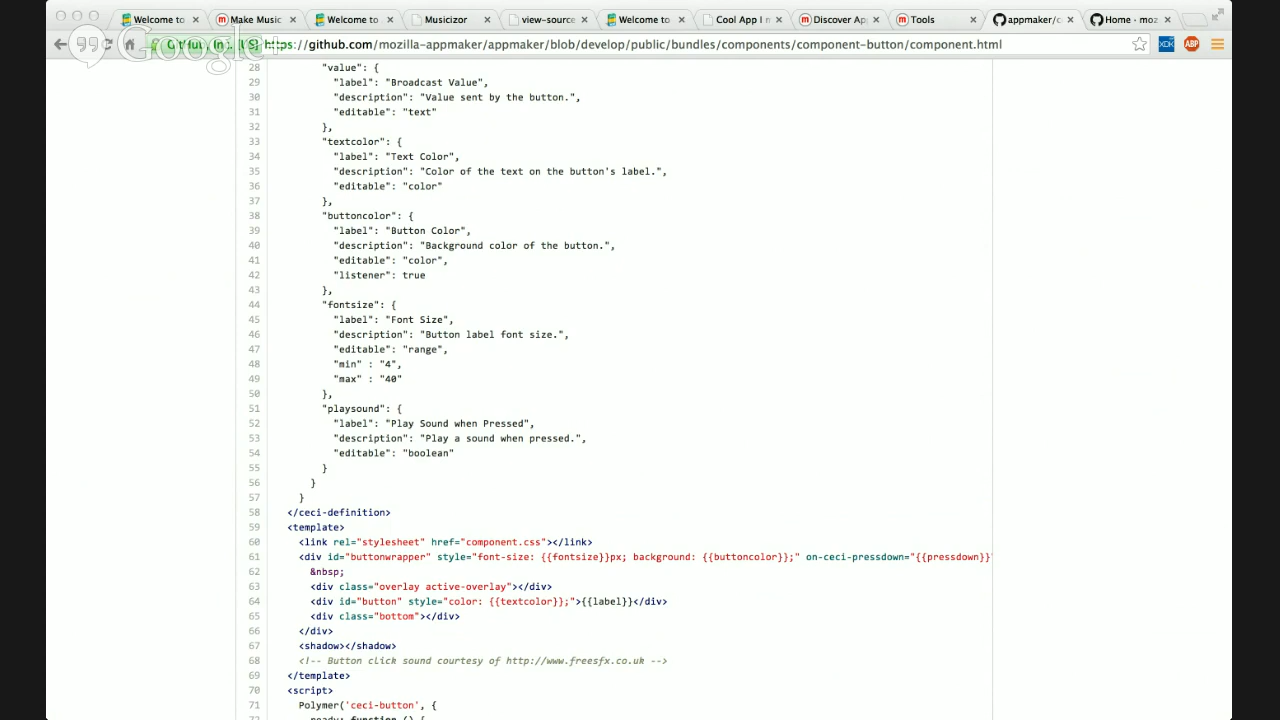 Welcome to
Make Music
Welcome to
Musicizor
view-source
Welcome to
Cool App I m
Discover Ap
Tools
appmaker/c
Home · moz
Google+
GitHub, Inc. [US] https://github.com/mozilla-appmaker/appmaker/blob/develop/public/bundles/components/component-button/component.html
XDK
ABP
28 "value": {
29 "label": "Broadcast Value",
30 "description": "Value sent by the button.",
31 "editable": "text"
32 },
33 "textcolor": {
34 "label": "Text Color",
35 "description": "Color of the text on the button's label.",
36 "editable": "color"
37 },
38 "buttoncolor": {
39 "label": "Button Color",
40 "description": "Background color of the button.",
41 "editable": "color",
42 "listener": true
43 },
44 "fontsize": {
45 "label": "Font Size",
46 "description": "Button label font size.",
47 "editable": "range",
48 "min" : "4",
49 "max" : "40"
50 },
51 "playsound": {
52 "label": "Play Sound when Pressed",
53 "description": "Play a sound when pressed.",
54 "editable": "boolean"
55 }
56 }
57 }
58 </ceci-definition>
59 <template>
60 <link rel="stylesheet" href="component.css"></link>
61 <div id="buttonwrapper" style="font-size: {{fontsize}}px; background: {{buttoncolor}};" on-ceci-pressdown="{{pressdown}}"
62 &nbsp;
63 <div class="overlay active-overlay"></div>
64 <div id="button" style="color: {{textcolor}};">{{label}}</div>
65 <div class="bottom"></div>
66 </div>
67 <shadow></shadow>
68 <!-- Button click sound courtesy of http://www.freesfx.co.uk -->
69 </template>
70 <script>
71 Polymer('ceci-button', {
72 ready: function () {